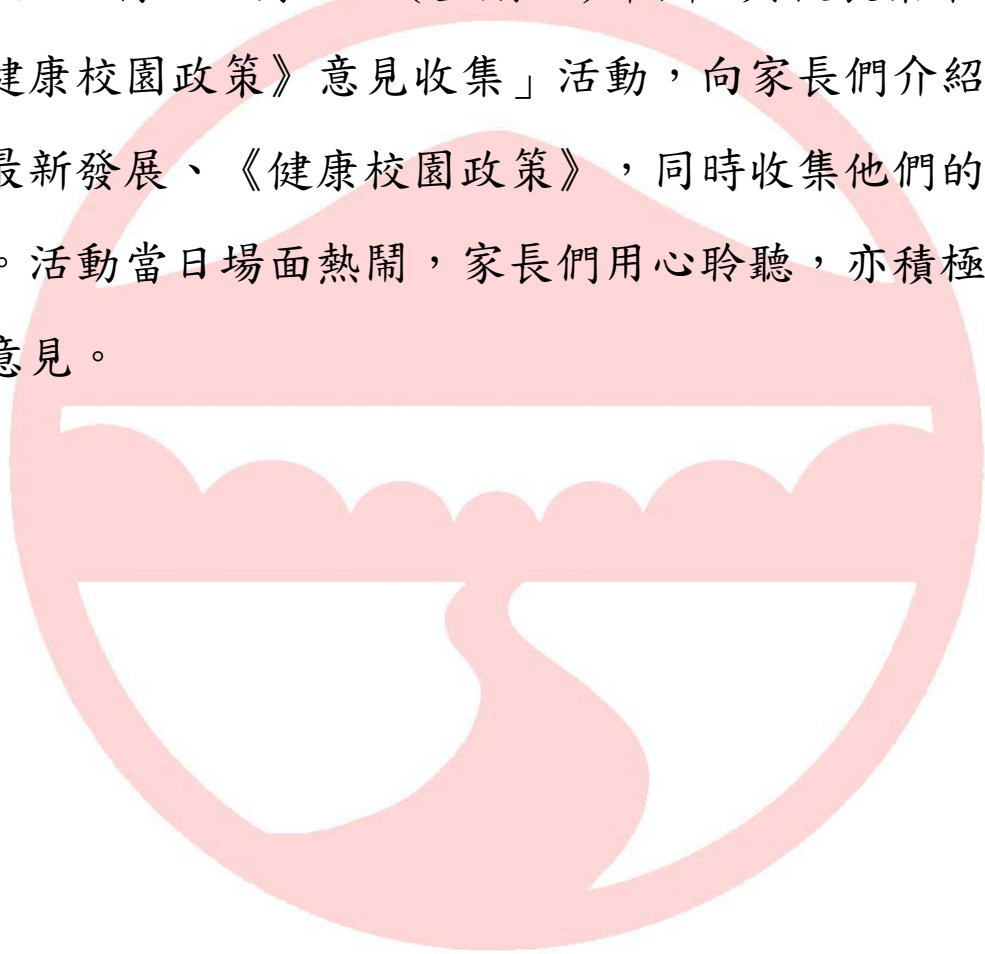 健康校園政策》意見收集」活動，向家長們介紹
最新發展、《健康校園政策》，同時收集他們的
。活動當日場面熱鬧，家長們用心聆聽，亦積極
意見。